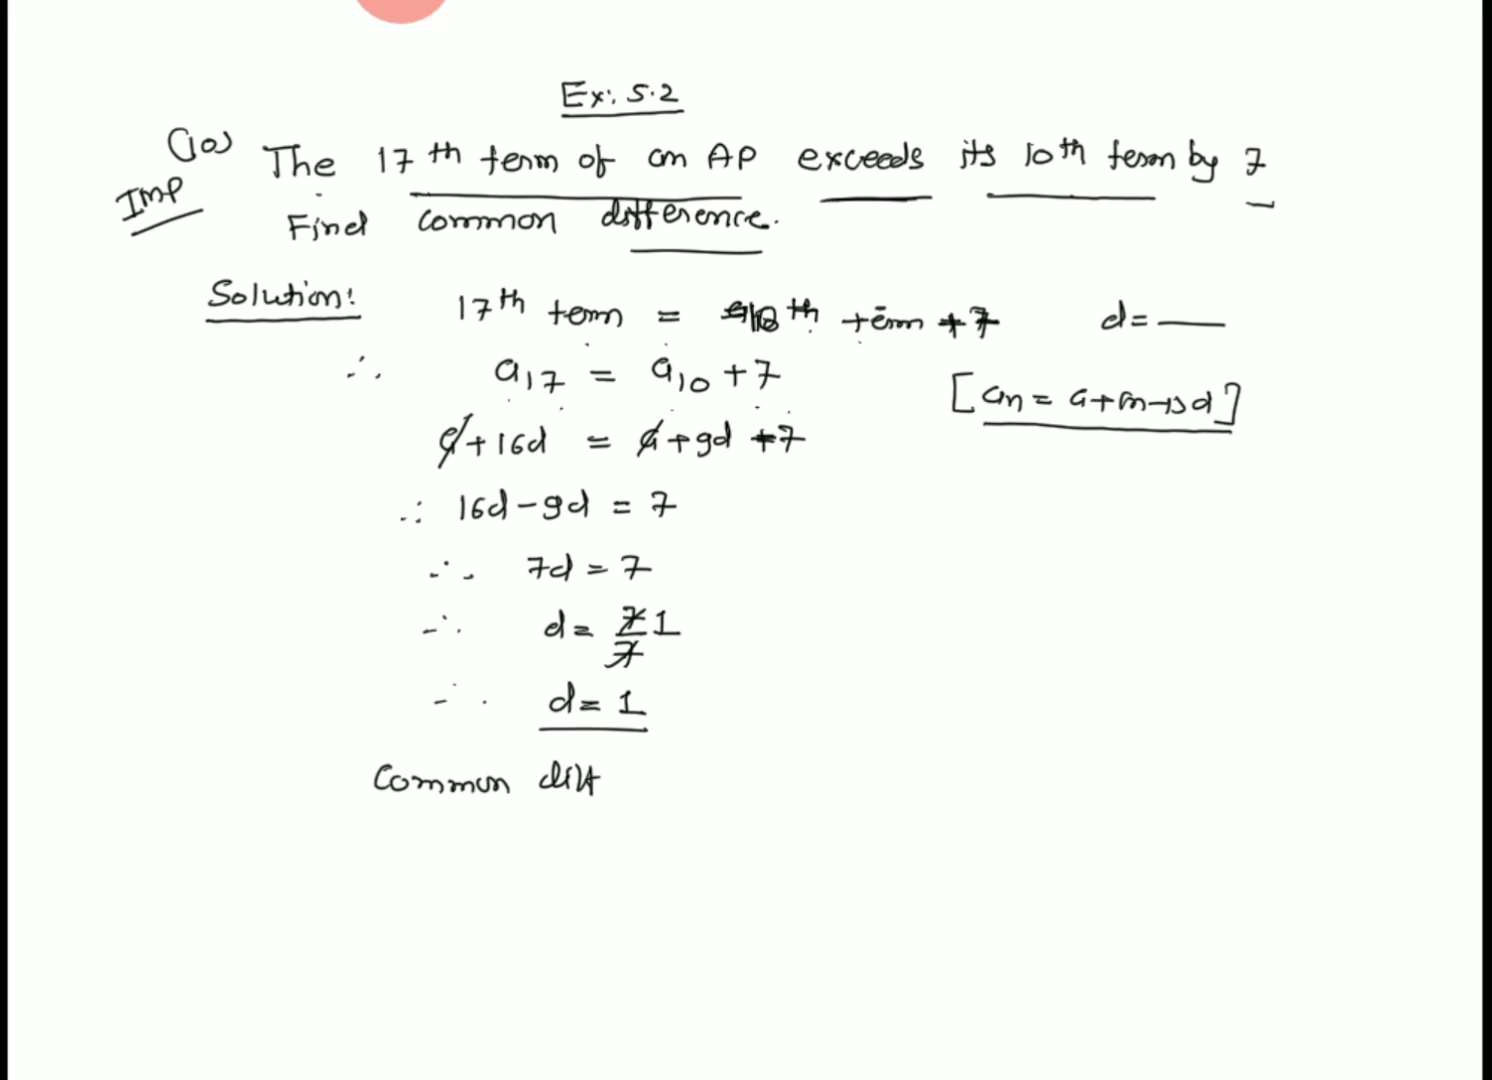 Ex: 5.2
(10) The 17th term of an AP exceeds its 10th term by 7
Imp
Find common difference.
Solution: 17th term = 10th term + 7 d = __
∴ a17 = a10 + 7 [an = a+(n-1)d]
a + 16d = a + 9d + 7
∴ 16d - 9d = 7
∴ 7d = 7
∴ d = 7/7 1
∴ d = 1
Common diff